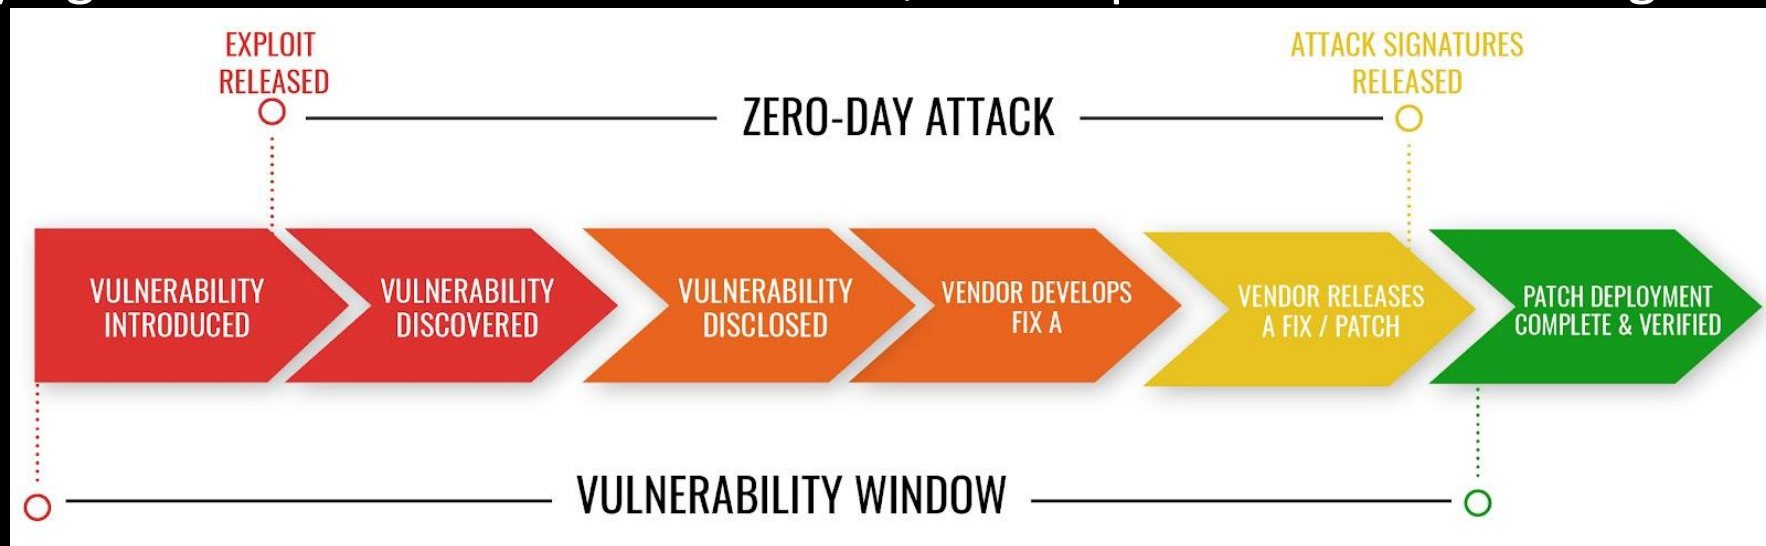 EXPLOIT
RELEASED
ATTACK SIGNATURES
RELEASED
ZERO-DAY ATTACK
VULNERABILITY
INTRODUCED
VULNERABILITY
DISCOVERED
VULNERABILITY
DISCLOSED
VENDOR DEVELOPS
FIX A
VENDOR RELEASES
A FIX / PATCH
PATCH DEPLOYMENT
COMPLETE & VERIFIED
VULNERABILITY WINDOW